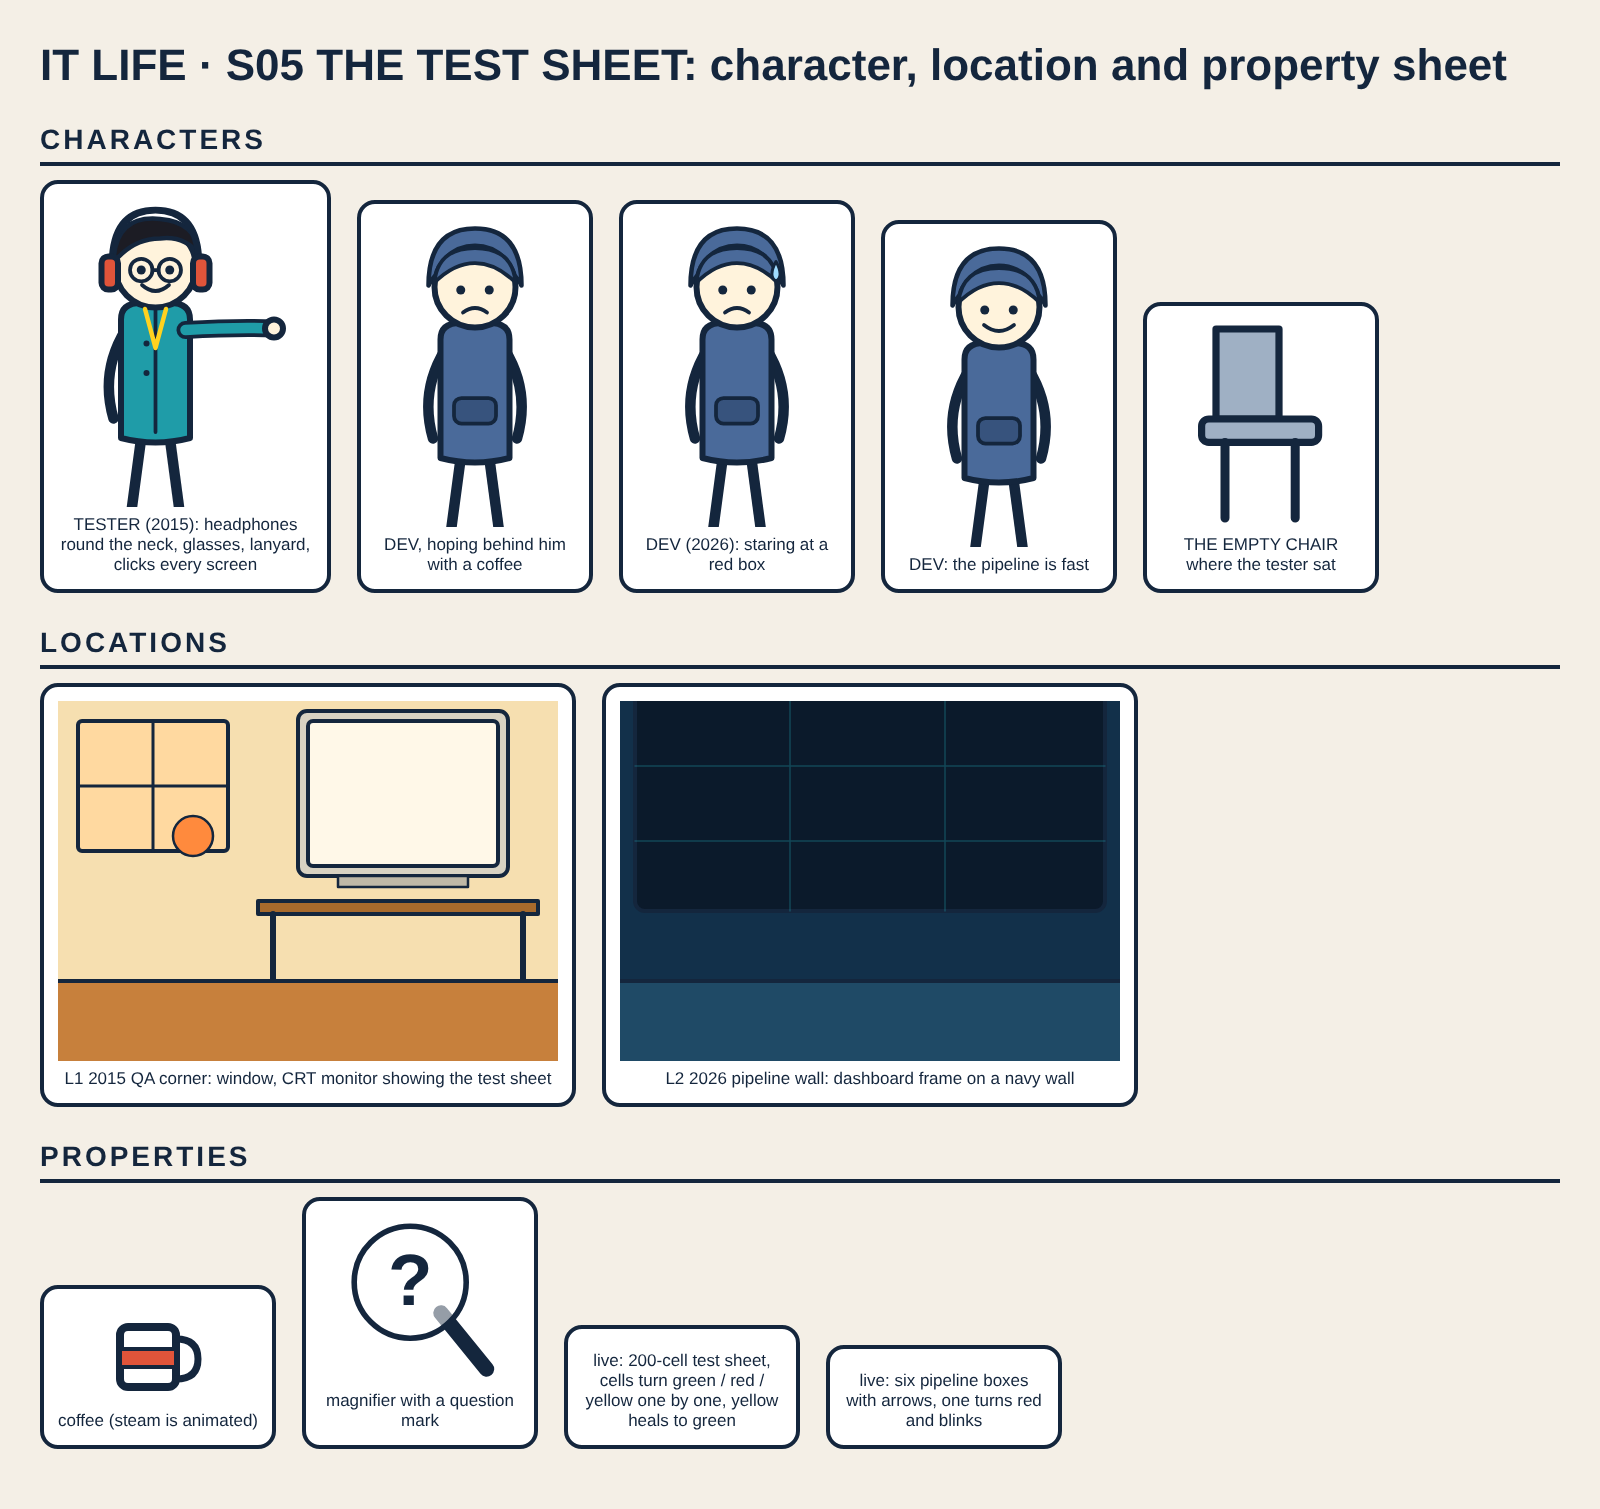 IT LIFE · S05 THE TEST SHEET: character, location and property sheet
CHARACTERS
TESTER (2015): headphones
round the neck, glasses, lanyard,
clicks every screen
DEV, hoping behind him
with a coffee
DEV (2026): staring at a
red box
DEV: the pipeline is fast
THE EMPTY CHAIR
where the tester sat
LOCATIONS
L1 2015 QA corner: window, CRT monitor showing the test sheet
L2 2026 pipeline wall: dashboard frame on a navy wall
PROPERTIES
coffee (steam is animated)
?
magnifier with a question
mark
live: 200-cell test sheet,
cells turn green / red /
yellow one by one, yellow
heals to green
live: six pipeline boxes
with arrows, one turns red
and blinks